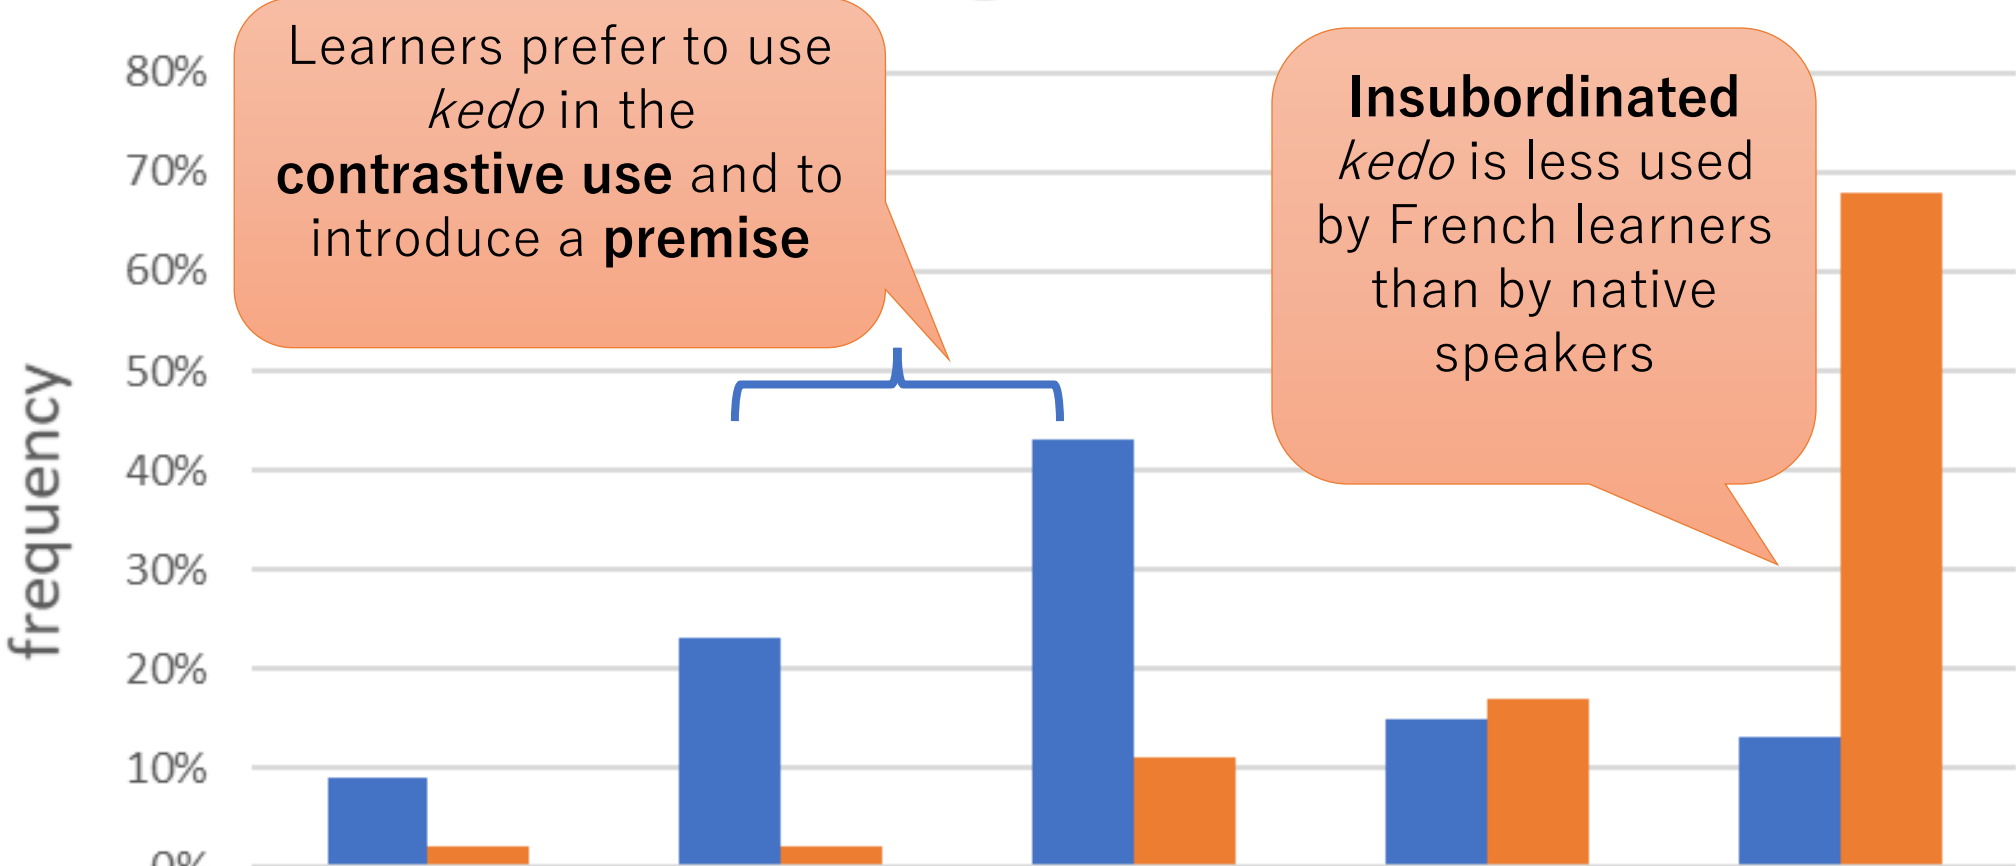 Learners prefer to use
kedo in the
contrastive use and to
introduce a premise
Insubordinated
kedo is less used
by French learners
than by native
speakers
80%
70%
60%
50%
40%
30%
20%
10%
0%
frequency